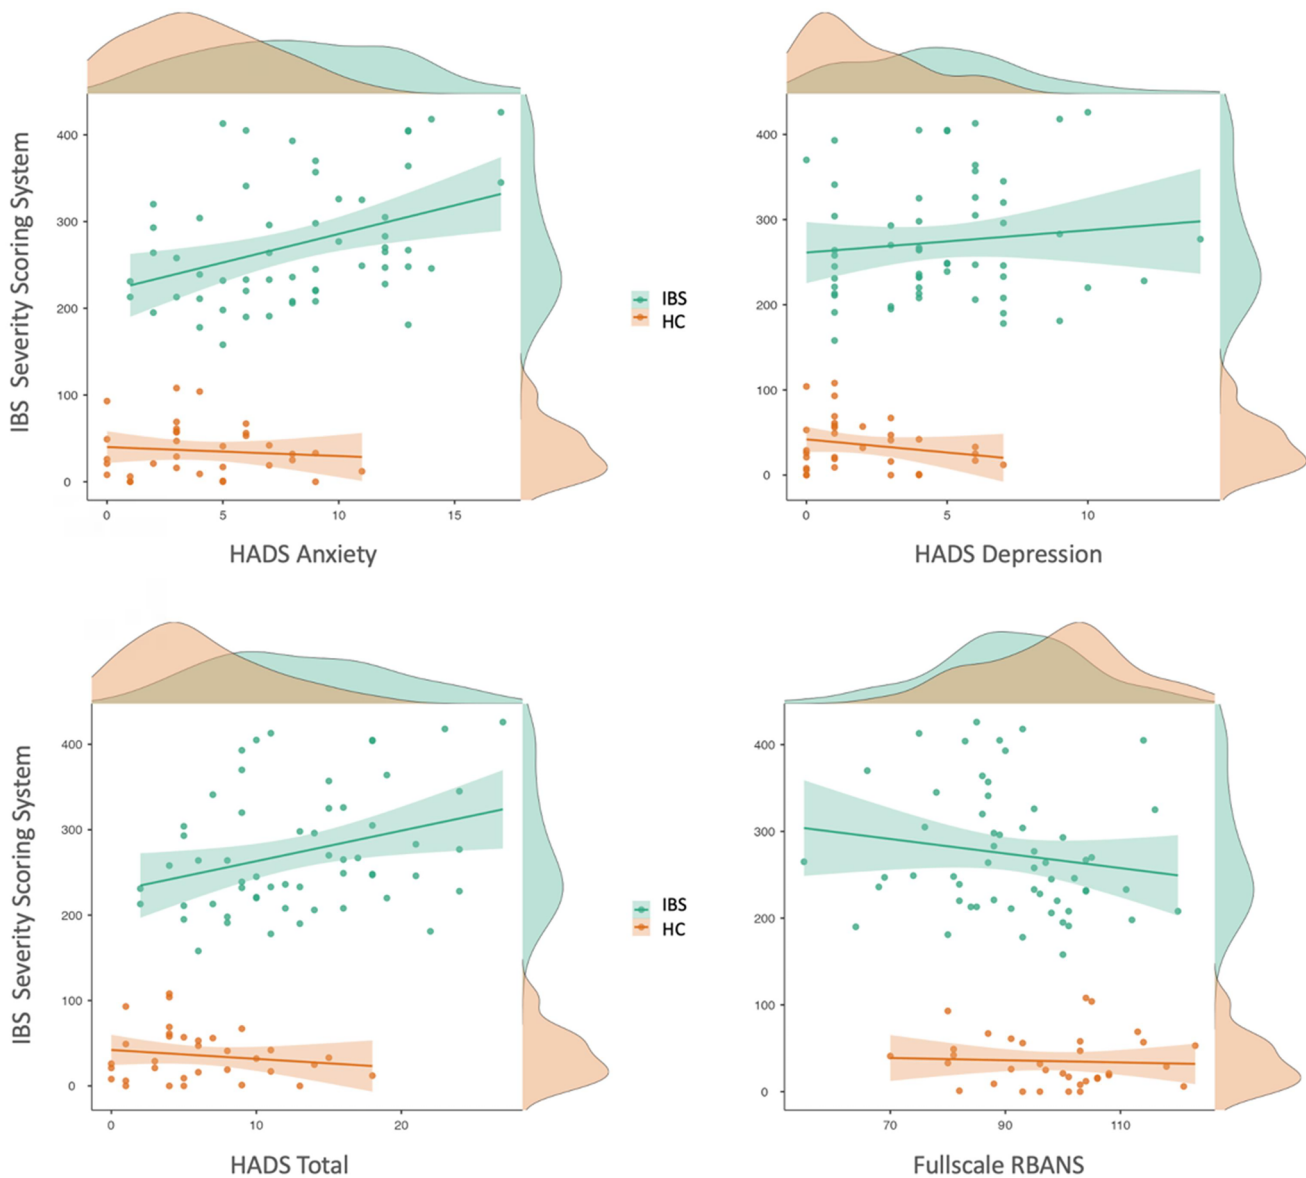 IBS Severity Scoring System
400
300
200
100
0
0 5 10 15
HADS Anxiety
IBS
HC
400
300
200
100
0
0 5 10
HADS Depression
IBS Severity Scoring System
400
300
200
100
0
0 10 20
HADS Total
IBS
HC
400
300
200
100
0
70 90 110
Fullscale RBANS